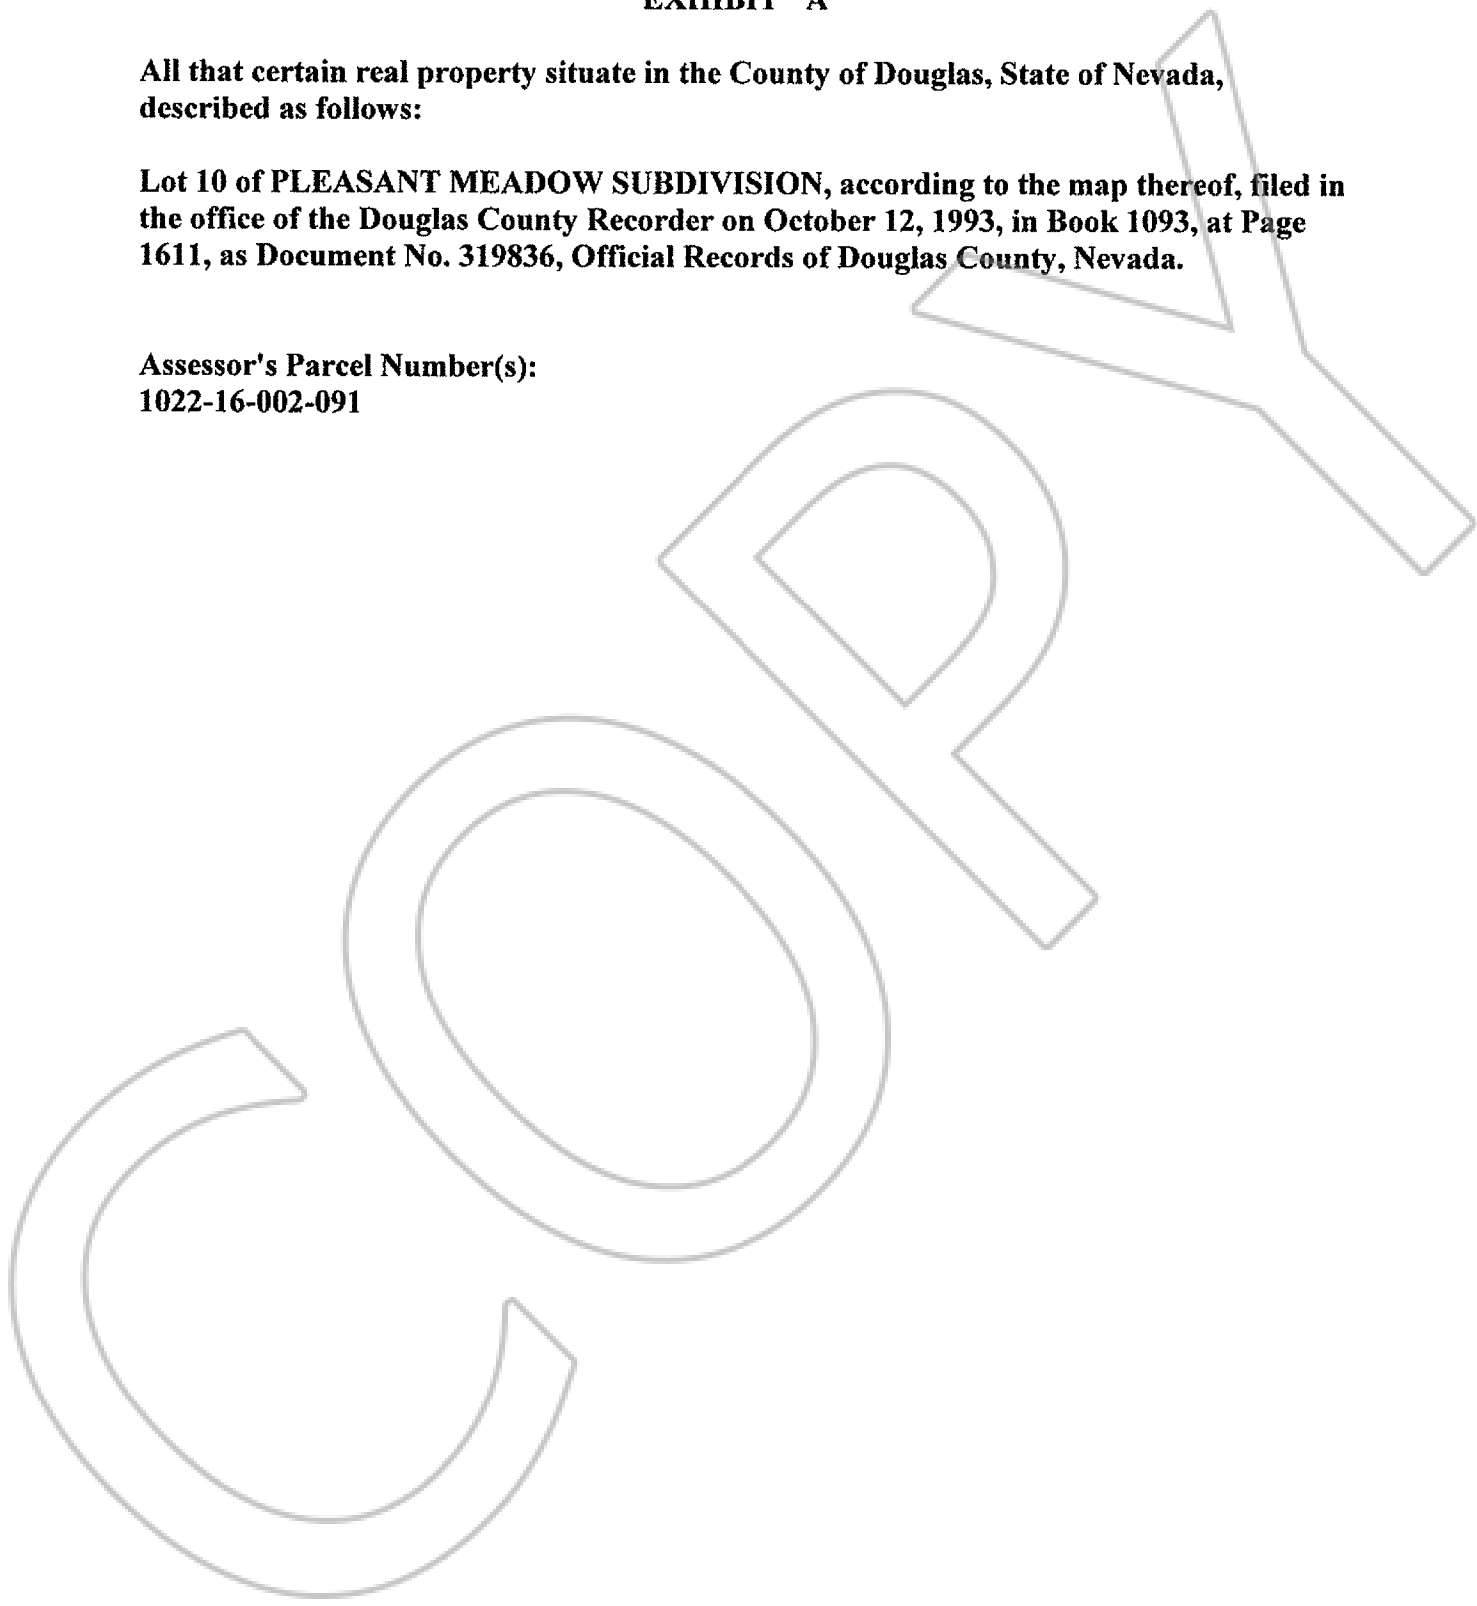 EXHIBIT "A"
All that certain real property situate in the County of Douglas, State of Nevada,
described as follows:
Lot 10 of PLEASANT MEADOW SUBDIVISION, according to the map thereof, filed in
the office of the Douglas County Recorder on October 12, 1993, in Book 1093, at Page
1611, as Document No. 319836, Official Records of Douglas County, Nevada.
Assessor's Parcel Number(s):
1022-16-002-091
COPY